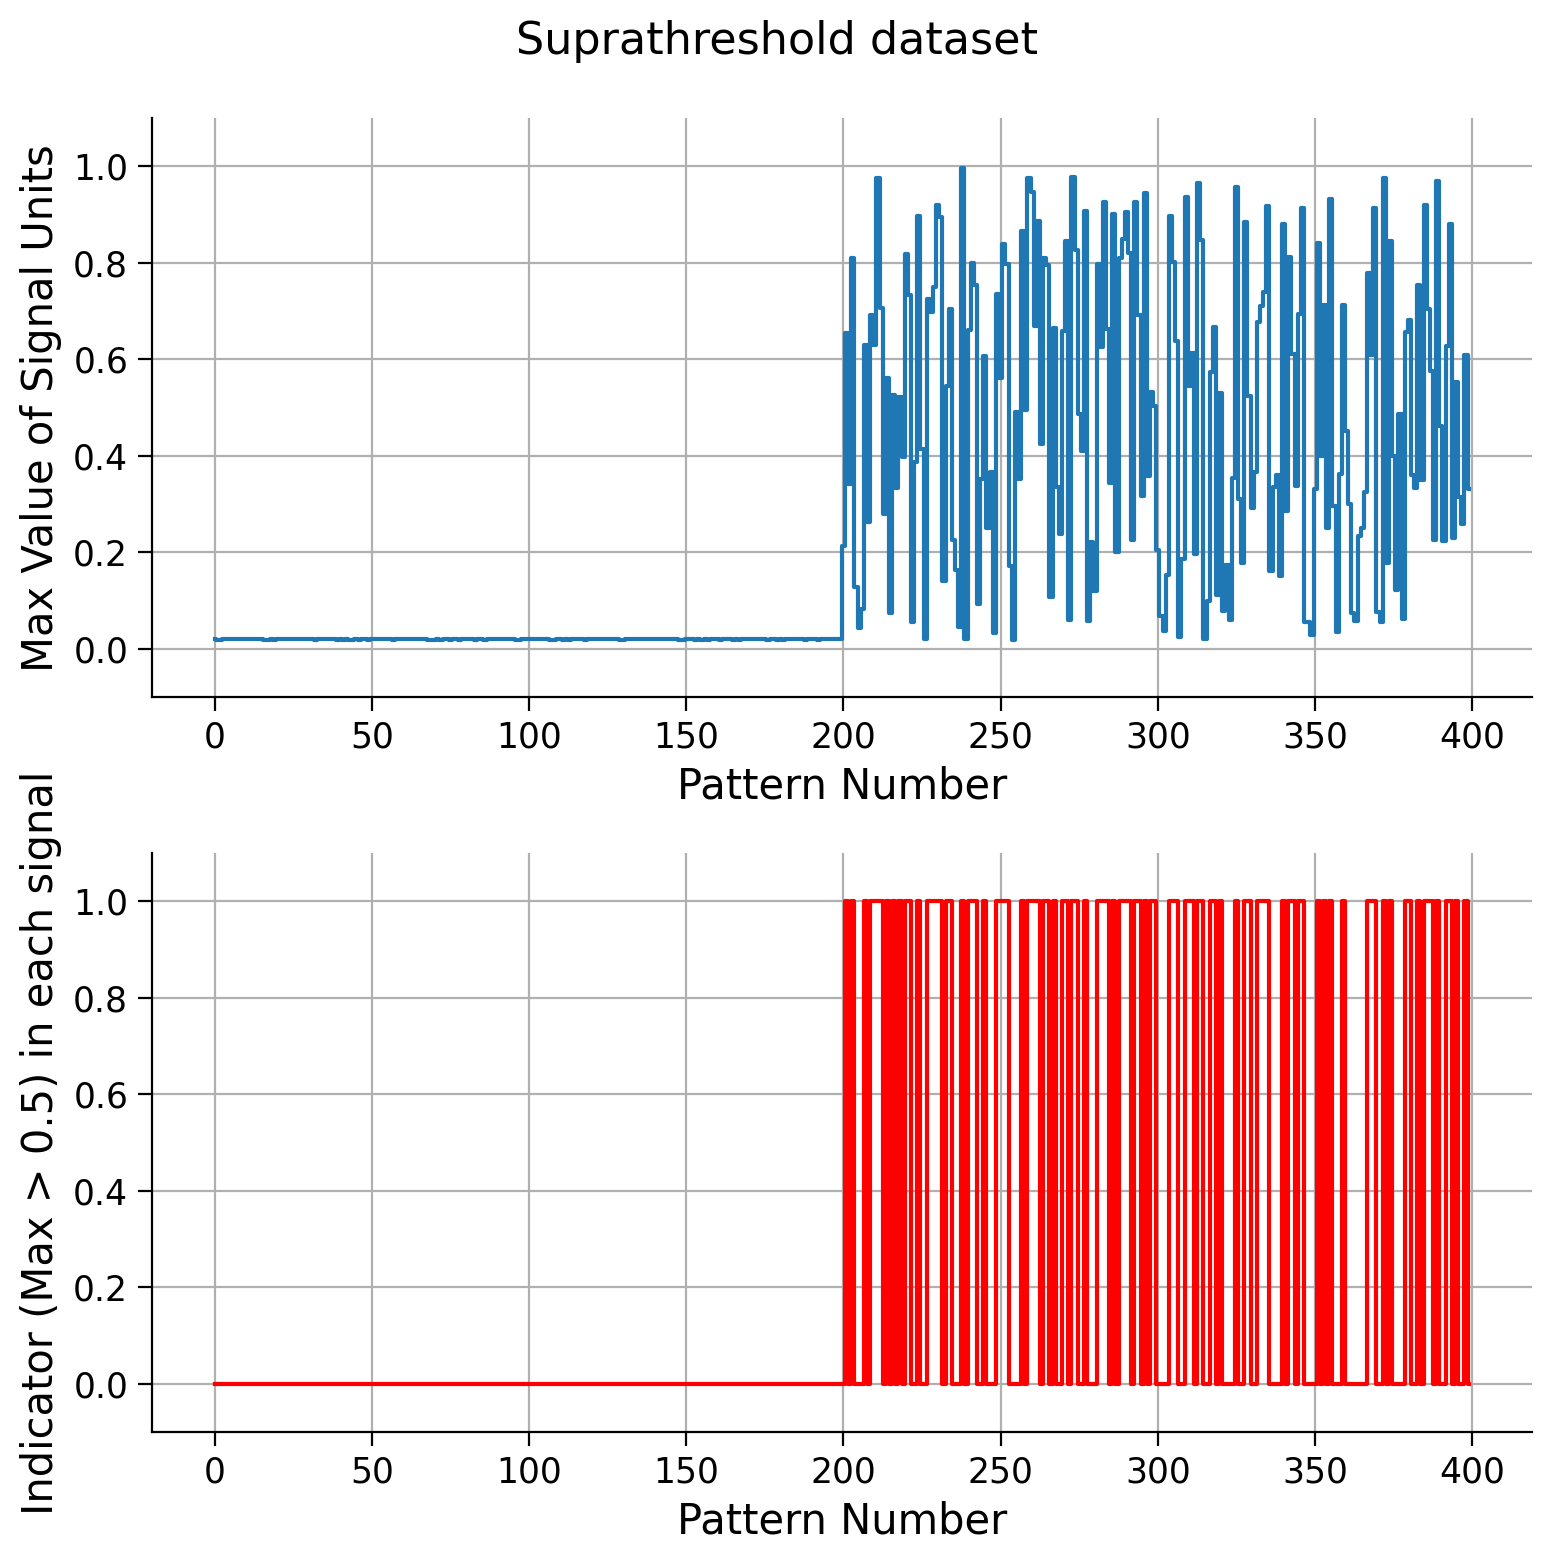 Suprathreshold dataset
Max Value of Signal Units
1.0
0.8
0.6
0.4
0.2
0.0
0 50 100 150 200 250 300 350 400
Pattern Number
Indicator (Max > 0.5) in each signal
1.0
0.8
0.6
0.4
0.2
0.0
0 50 100 150 200 250 300 350 400
Pattern Number